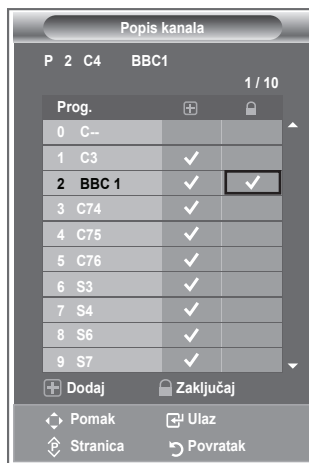 Popis kanala
P 2 C4 BBC1
1 / 10
Prog.
0 C--
1 C3
2 BBC 1
3 C74
4 C75
5 C76
6 S3
7 S4
8 S6
9 S7
Dodaj Zaključaj
Pomak Ulaz
P Stranica Povratak